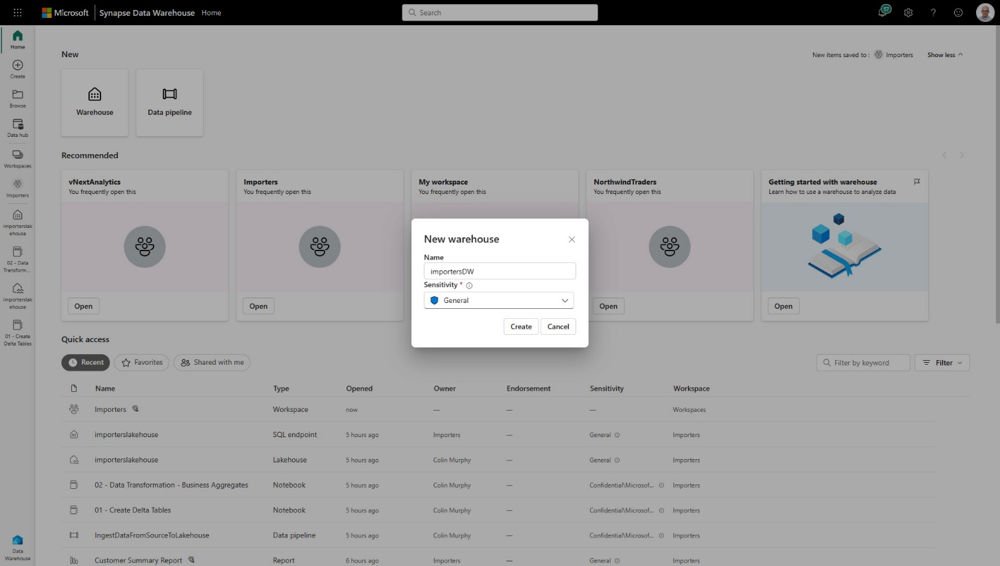 Microsoft Synapse Data Warehouse Home
Search
57
Home
Create
Browse
Data hub
Workspaces
Importers
importerslak
ehouse
02 - Data
Transform...
importerslak
ehouse
01 - Create
Delta Tables
Data
Warehouse
New
New items saved to : Importers Show less
Warehouse
Data pipeline
Recommended
vNextAnalytics
You frequently open this
Open
Importers
You frequently open this
Open
My workspace
You frequently open this
NorthwindTraders
You frequently open this
Open
Getting started with warehouse
Learn how to use a warehouse to analyze data
Open
New warehouse
Name
importersDW
Sensitivity *
General
Create Cancel
Quick access
Recent Favorites Shared with me
Filter by keyword Filter
Name Type Opened Owner Endorsement Sensitivity Workspace
Importers Workspace now — — — Workspaces
importerslakehouse SQL endpoint 5 hours ago Importers — General Importers
importerslakehouse Lakehouse 5 hours ago Colin Murphy — General Importers
02 - Data Transformation - Business Aggregates Notebook 5 hours ago Colin Murphy — Confidential\Microsof... Importers
01 - Create Delta Tables Notebook 5 hours ago Colin Murphy — Confidential\Microsof... Importers
IngestDataFromSourceToLakehouse Data pipeline 5 hours ago Colin Murphy — Confidential\Microsof... Importers
Customer Summary Report Report 6 hours ago Importers — General Importers